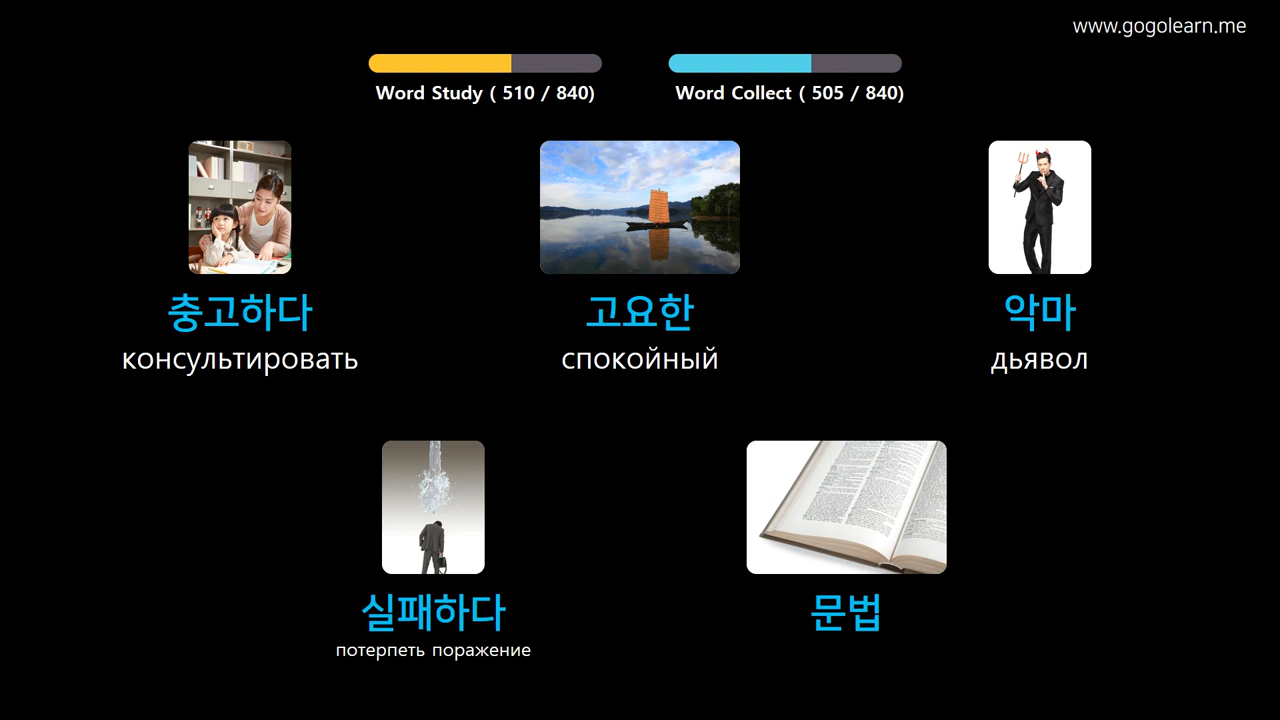 www.gogolearn.me
Word Study ( 510 / 840)
Word Collect ( 505 / 840)
충고하다
консультировать
고요한
спокойный
악마
дьявол
실패하다
потерпеть поражение
문법